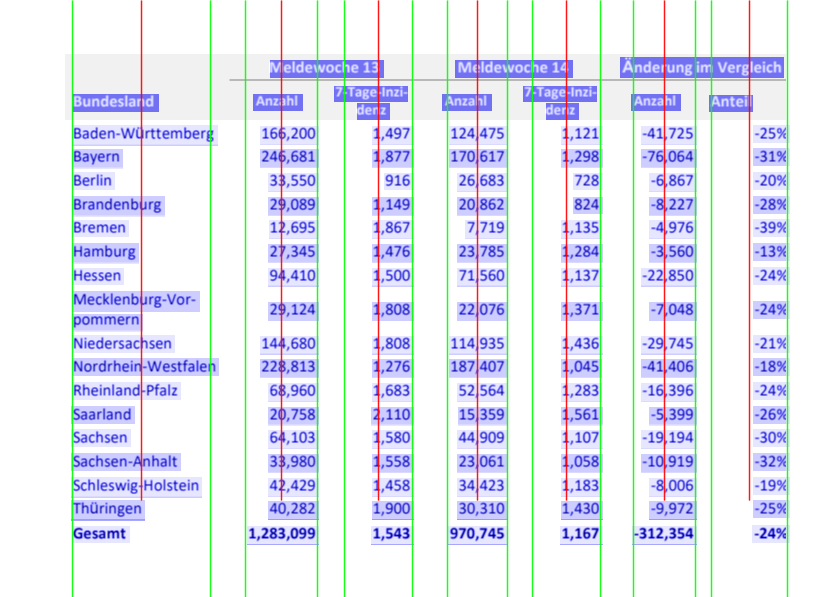 Meldewoche 13 Meldewoche 14 Änderung im Vergleich
Bundesland Anzahl 7-Tage-Inzi- Anzahl 7-Tage-Inzi- Anzahl Anteil
denz denz
Baden-Württemberg 166,200 1,497 124,475 1,121 -41,725 -25%
Bayern 246,681 1,877 170,617 1,298 -76,064 -31%
Berlin 33,550 916 26,683 728 -6,867 -20%
Brandenburg 29,089 1,149 20,862 824 -8,227 -28%
Bremen 12,695 1,867 7,719 1,135 -4,976 -39%
Hamburg 27,345 1,476 23,785 1,284 -3,560 -13%
Hessen 94,410 1,500 71,560 1,137 -22,850 -24%
Mecklenburg-Vor-
pommern 29,124 1,808 22,076 1,371 -7,048 -24%
Niedersachsen 144,680 1,808 114,935 1,436 -29,745 -21%
Nordrhein-Westfalen 228,813 1,276 187,407 1,045 -41,406 -18%
Rheinland-Pfalz 68,960 1,683 52,564 1,283 -16,396 -24%
Saarland 20,758 2,110 15,359 1,561 -5,399 -26%
Sachsen 64,103 1,580 44,909 1,107 -19,194 -30%
Sachsen-Anhalt 33,980 1,558 23,061 1,058 -10,919 -32%
Schleswig-Holstein 42,429 1,458 34,423 1,183 -8,006 -19%
Thüringen 40,282 1,900 30,310 1,430 -9,972 -25%
Gesamt 1,283,099 1,543 970,745 1,167 -312,354 -24%